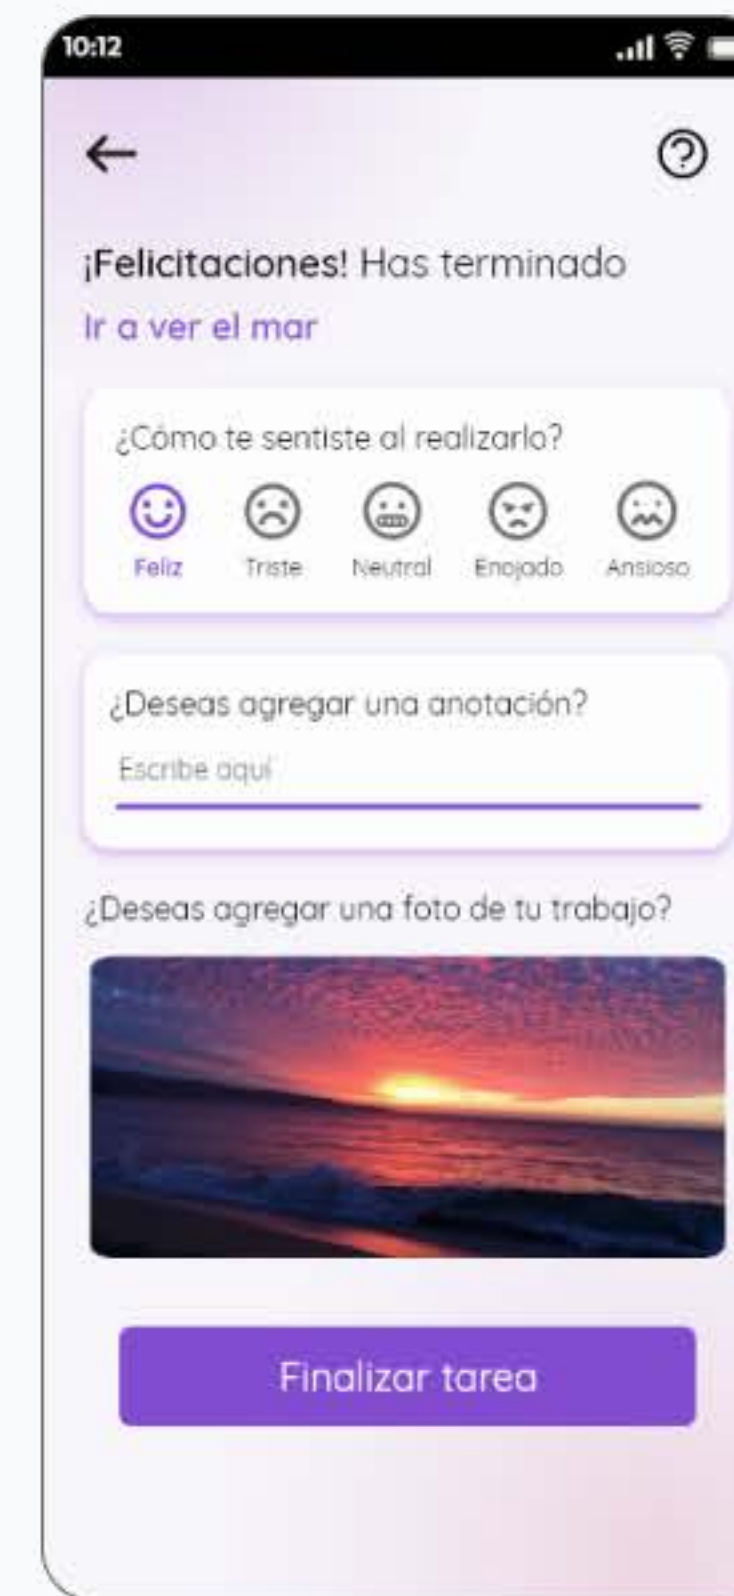 10:12
¡Felicitaciones! Has terminado
Ir a ver el mar
¿Cómo te sentiste al realizarlo?
Feliz Triste Neutral Enojado Ansioso
¿Deseas agregar una anotación?
Escribe aquí
¿Deseas agregar una foto de tu trabajo?
Finalizar tarea